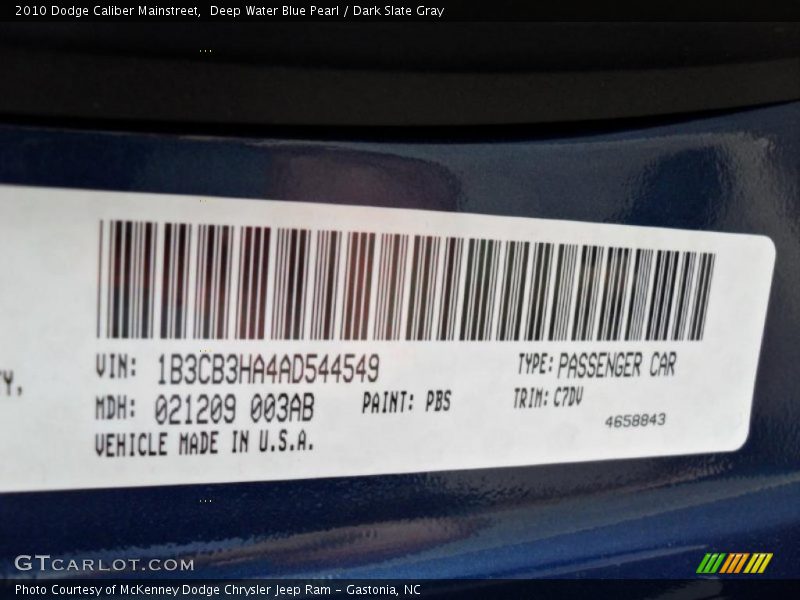 2010 Dodge Caliber Mainstreet,  Deep Water Blue Pearl / Dark Slate Gray
VIN: 1B3CB3HA4AD544549 TYPE: PASSENGER CAR
MDH: 021209 003AB PAINT: PBS TRIM: C7DV
VEHICLE MADE IN U.S.A. 4658843
Y,
GTCARLOT.COM
Photo Courtesy of McKenney Dodge Chrysler Jeep Ram - Gastonia, NC